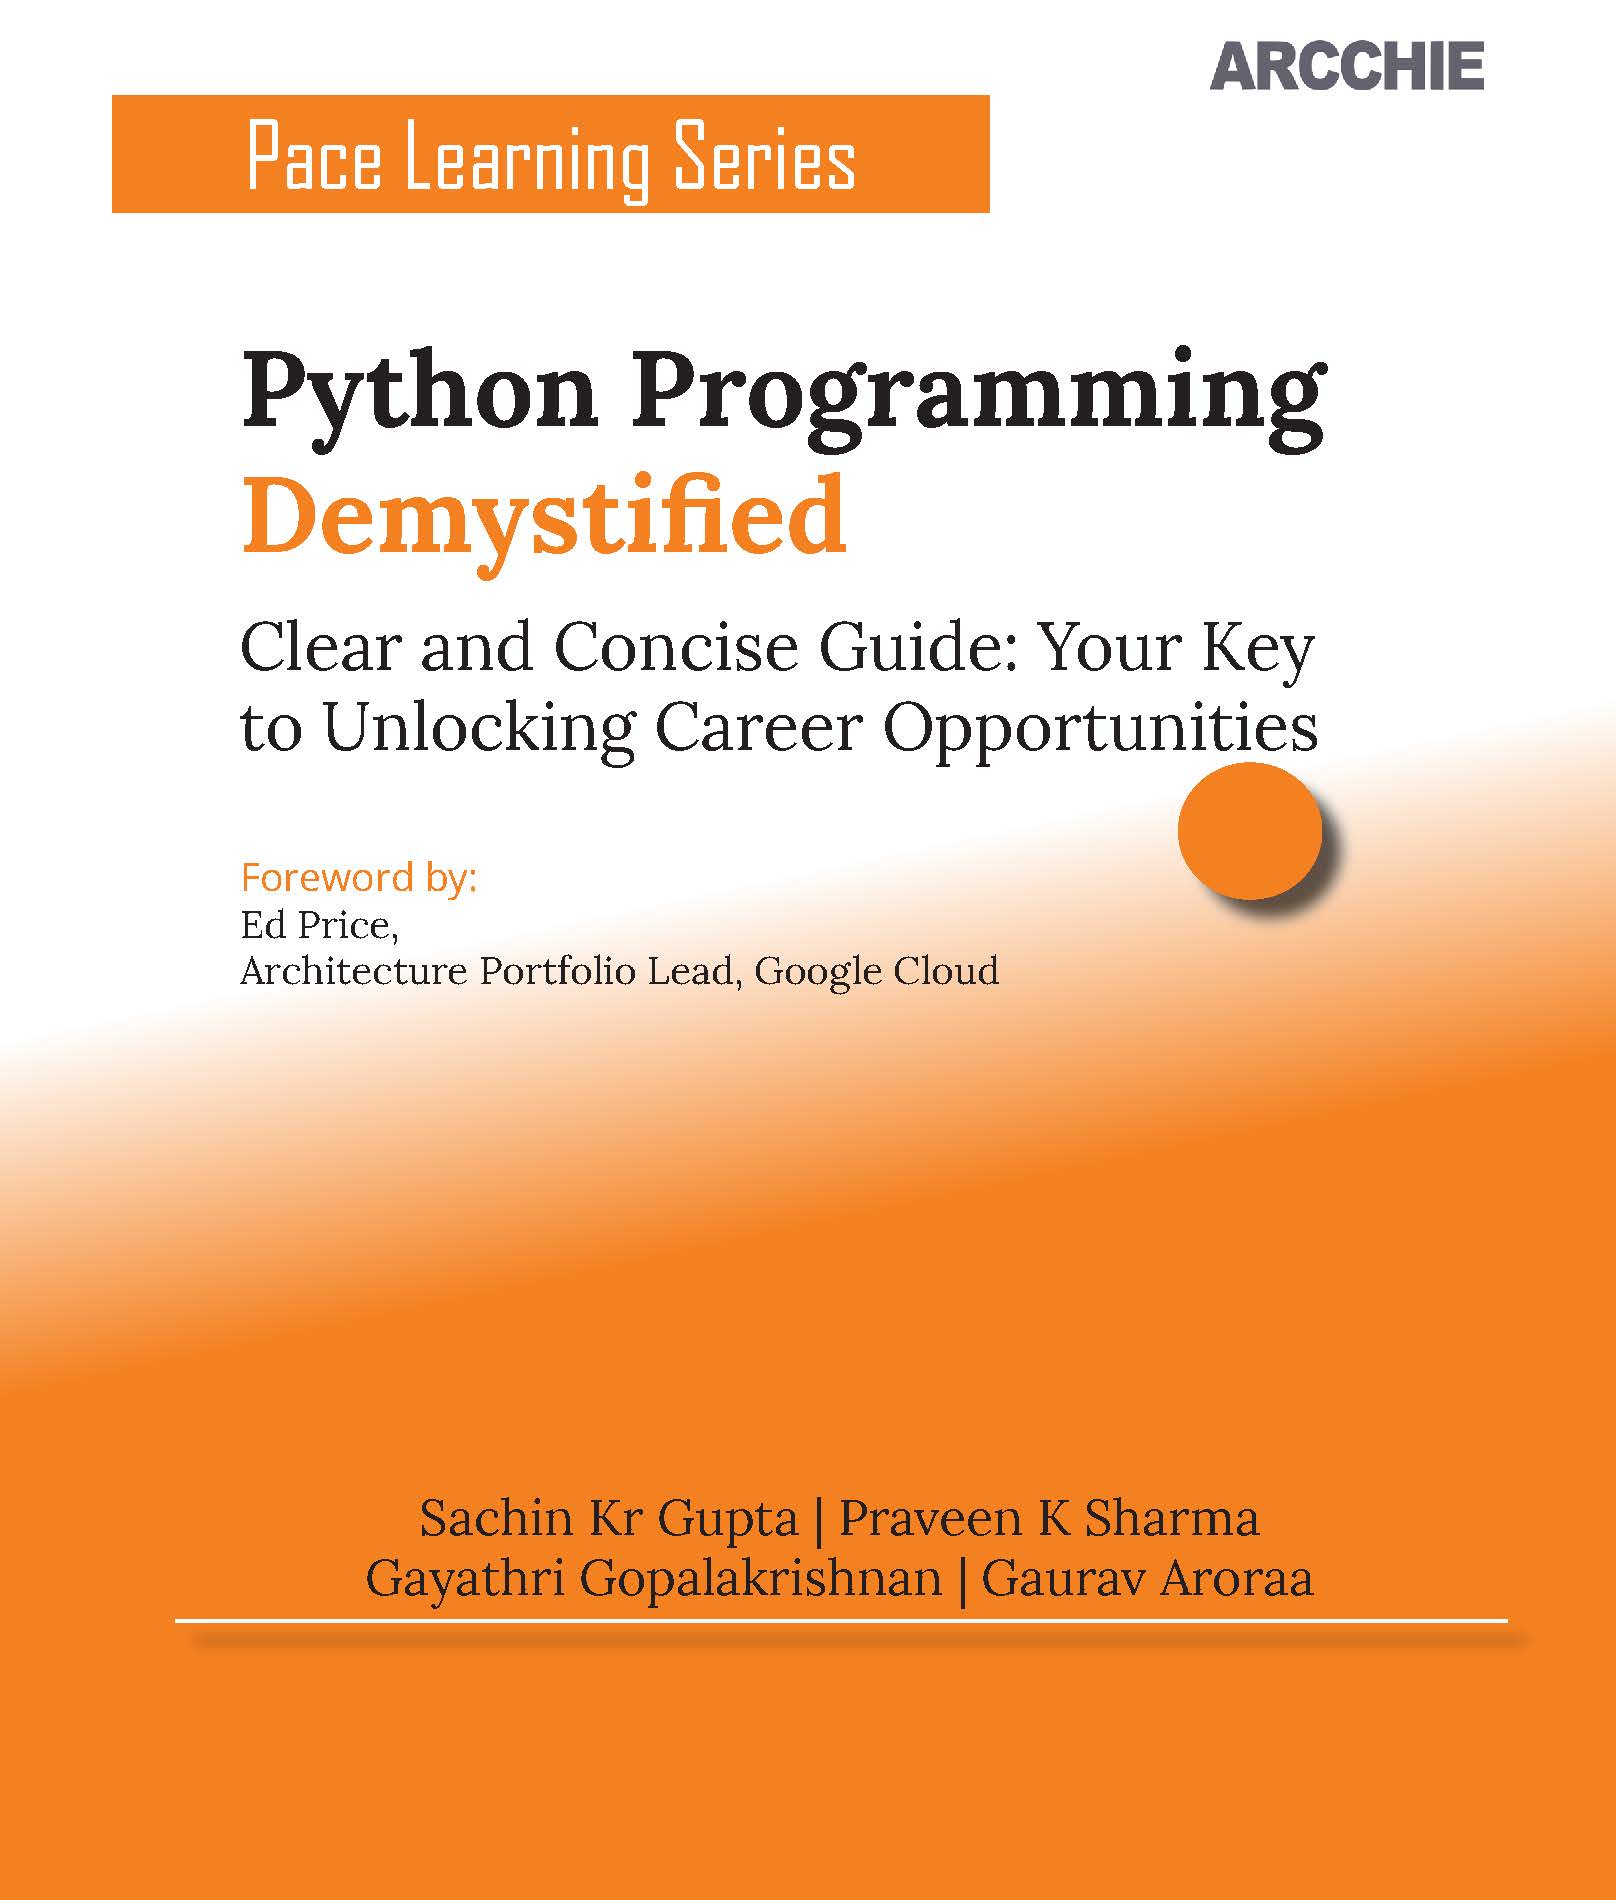 ARCCHIE
Pace Learning Series
Python Programming
Demystified
Clear and Concise Guide: Your Key
to Unlocking Career Opportunities
Foreword by:
Ed Price,
Architecture Portfolio Lead, Google Cloud
Sachin Kr Gupta | Praveen K Sharma
Gayathri Gopalakrishnan | Gaurav Aroraa